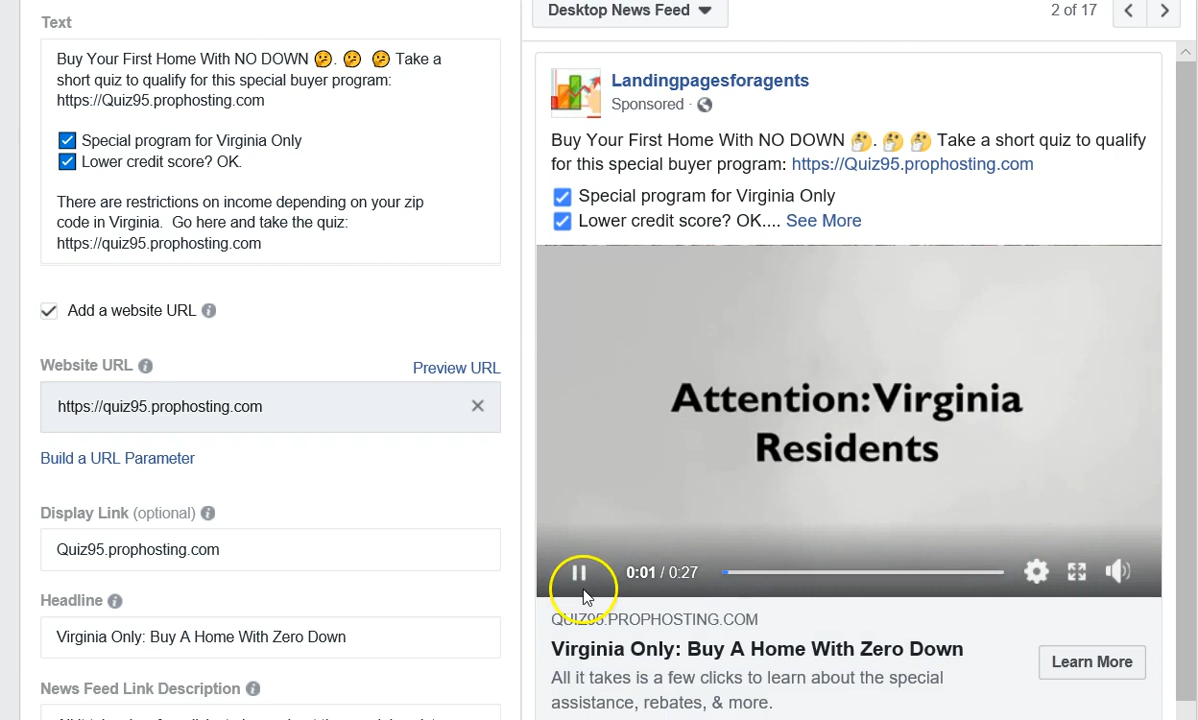 Text
Buy Your First Home With NO DOWN 🤔. 🤔 🤔 Take a
short quiz to qualify for this special buyer program:
https://Quiz95.prophosting.com
☑ Special program for Virginia Only
☑ Lower credit score? OK.
There are restrictions on income depending on your zip
code in Virginia. Go here and take the quiz:
https://quiz95.prophosting.com
Add a website URL
Website URL
Preview URL
https://quiz95.prophosting.com
Build a URL Parameter
Display Link (optional)
Quiz95.prophosting.com
Headline
Virginia Only: Buy A Home With Zero Down
News Feed Link Description
Desktop News Feed
2 of 17
Landingpagesforagents
Sponsored ·
Buy Your First Home With NO DOWN 🤔. 🤔 🤔 Take a short quiz to qualify
for this special buyer program: https://Quiz95.prophosting.com
☑ Special program for Virginia Only
☑ Lower credit score? OK.... See More
Attention:Virginia
Residents
0:01 / 0:27
QUIZ95.PROPHOSTING.COM
Virginia Only: Buy A Home With Zero Down
Learn More
All it takes is a few clicks to learn about the special
assistance, rebates, & more.